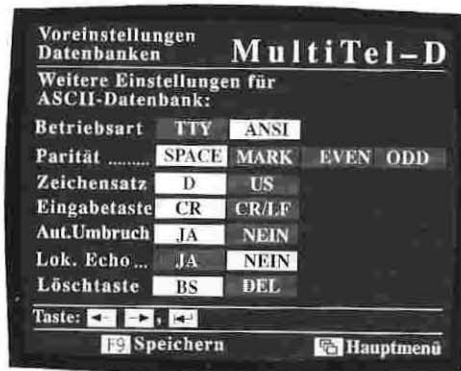 Voreinstellungen
Datenbanken MultiTel–D
Weitere Einstellungen für
ASCII-Datenbank:
Betriebsart TTY ANSI
Parität ........ SPACE MARK EVEN ODD
Zeichensatz D US
Eingabetaste CR CR/LF
Aut.Umbruch JA NEIN
Lok. Echo ... JA NEIN
Löschtaste BS DEL
Taste: ← → , ↵
F9 Speichern Hauptmenü